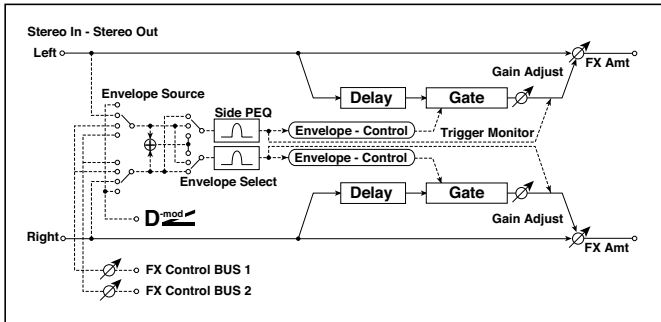 Stereo In - Stereo Out
Left
FX Amt
Gain Adjust
Envelope Source
Side PEQ
Delay
Gate
Envelope - Control
Trigger Monitor
Envelope - Control
Envelope Select
Delay
Gate
D-mod
Gain Adjust
Right
FX Amt
FX Control BUS 1
FX Control BUS 2